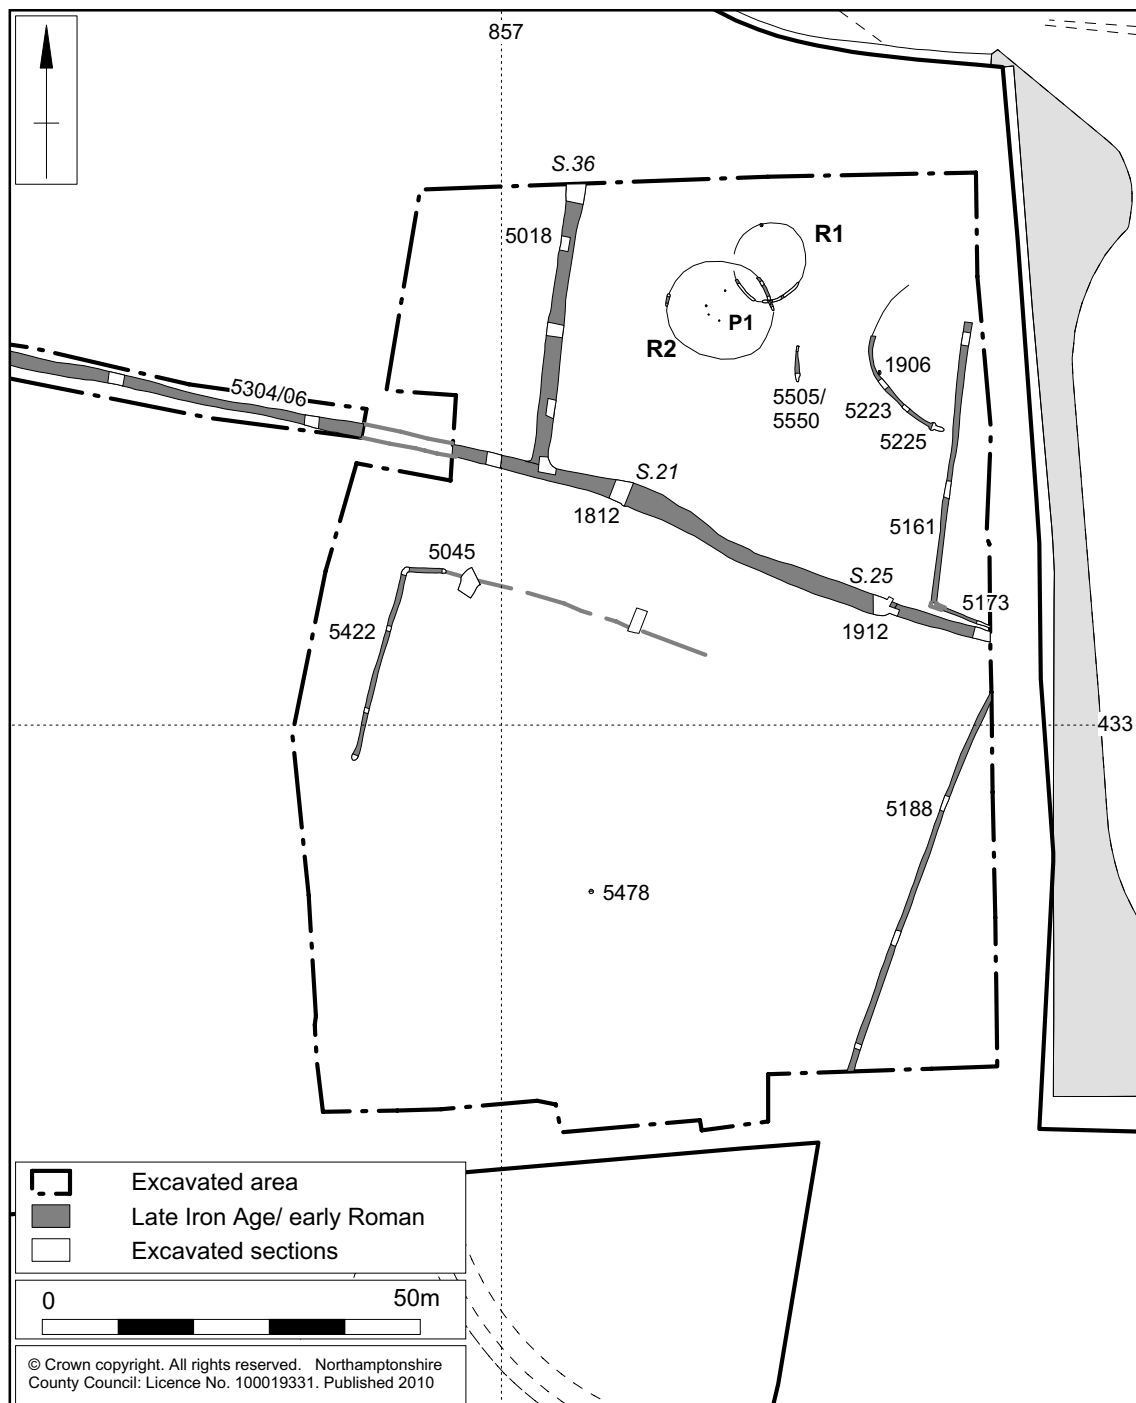 857
S.36
5018
R1
P1
R2
1906
5304/06
5505/
5550
5223
5225
S.21
1812
5161
5045
S.25
5173
5422
1912
433
5188
5478
Excavated area
Late Iron Age/ early Roman
Excavated sections
0 50m
© Crown copyright. All rights reserved. Northamptonshire
County Council: Licence No. 100019331. Published 2010